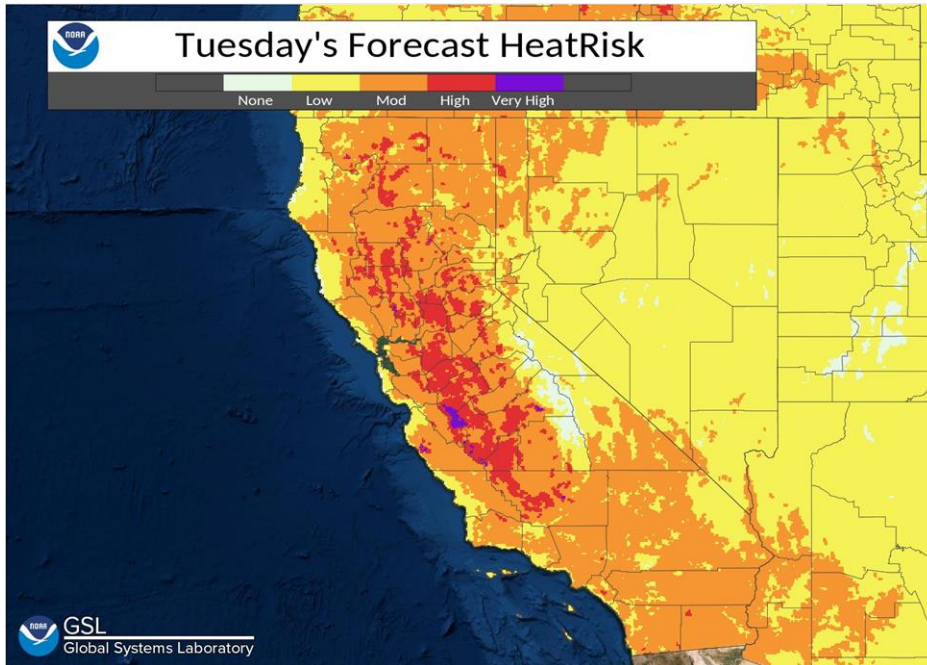 NOAA
Tuesday's Forecast HeatRisk
None Low Mod High Very High
NOAA
GSL
Global Systems Laboratory